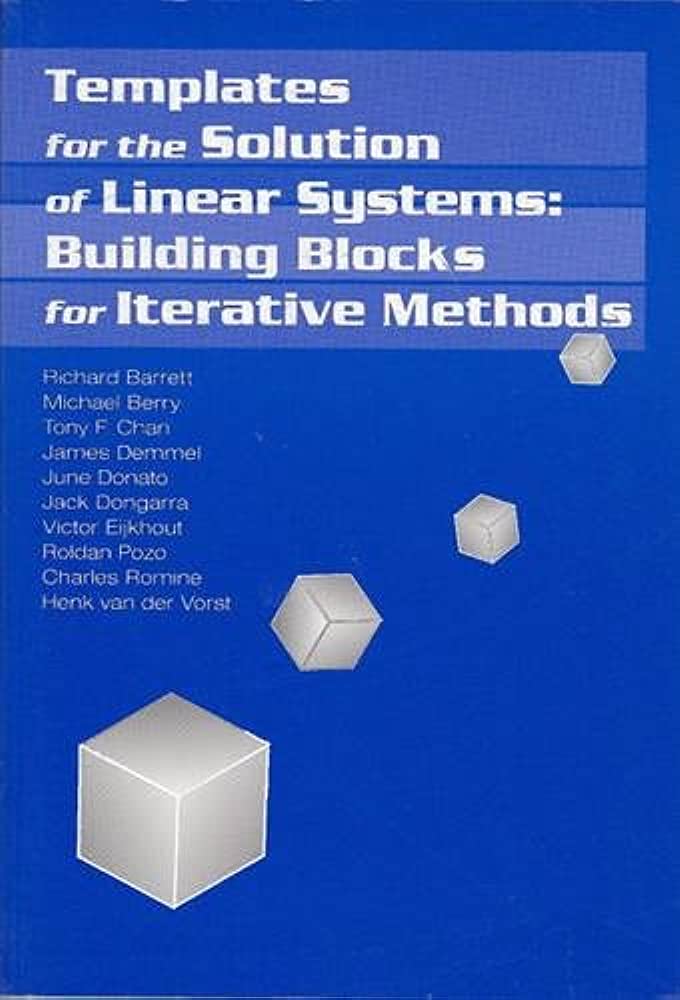 Templates
for the Solution
of Linear Systems:
Building Blocks
for Iterative Methods
Richard Barrett
Michael Berry
Tony F. Chan
James Demmel
June Donato
Jack Dongarra
Victor Eijkhout
Roldan Pozo
Charles Romine
Henk van der Vorst